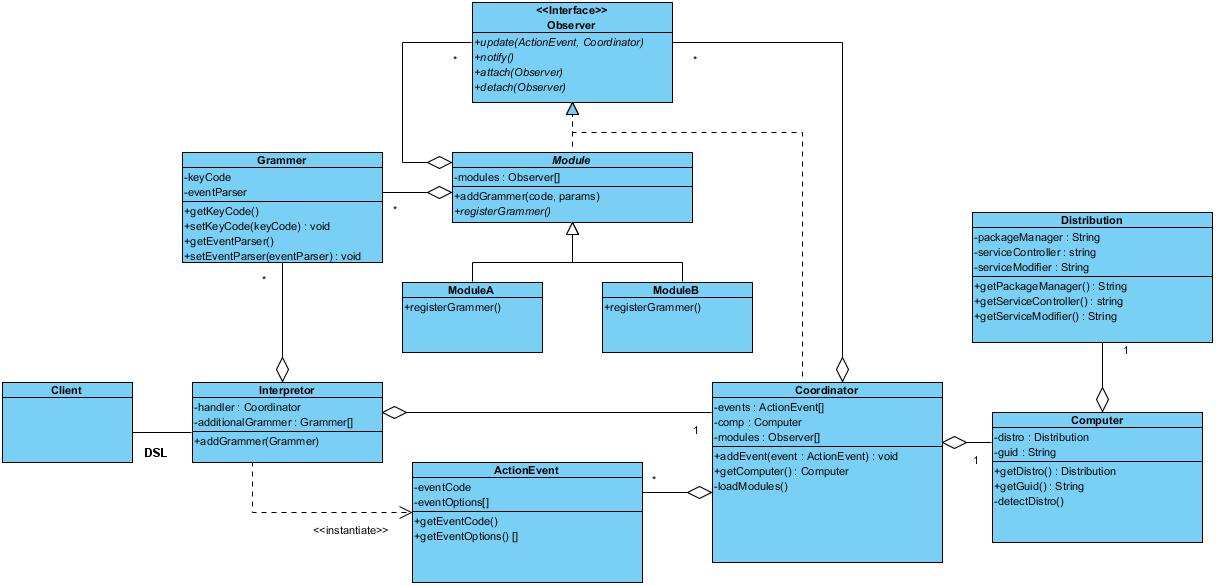 <<Interface>>
Observer
+update(ActionEvent, Coordinator)
+notify()
+attach(Observer)
+detach(Observer)
*
*
Grammer
-keyCode
-eventParser
+getKeyCode()
+setKeyCode(keyCode) : void
+getEventParser()
+setEventParser(eventParser) : void
*
*
Module
-modules : Observer[]
+addGrammer(code, params)
+registerGrammer()
ModuleA
+registerGrammer()
ModuleB
+registerGrammer()
Distribution
-packageManager : String
-serviceController : string
-serviceModifier : String
+getPackageManager() : String
+getServiceController() : string
+getServiceModifier() : String
1
Client
DSL
Interpretor
-handler : Coordinator
-additionalGrammer : Grammer[]
+addGrammer(Grammer)
1
<<instantiate>>
ActionEvent
-eventCode
-eventOptions[]
+getEventCode()
+getEventOptions() []
*
Coordinator
-events : ActionEvent[]
-comp : Computer
-modules : Observer[]
+addEvent(event : ActionEvent) : void
+getComputer() : Computer
-loadModules()
1
Computer
-distro : Distribution
-guid : String
+getDistro() : Distribution
+getGuid() : String
-detectDistro()